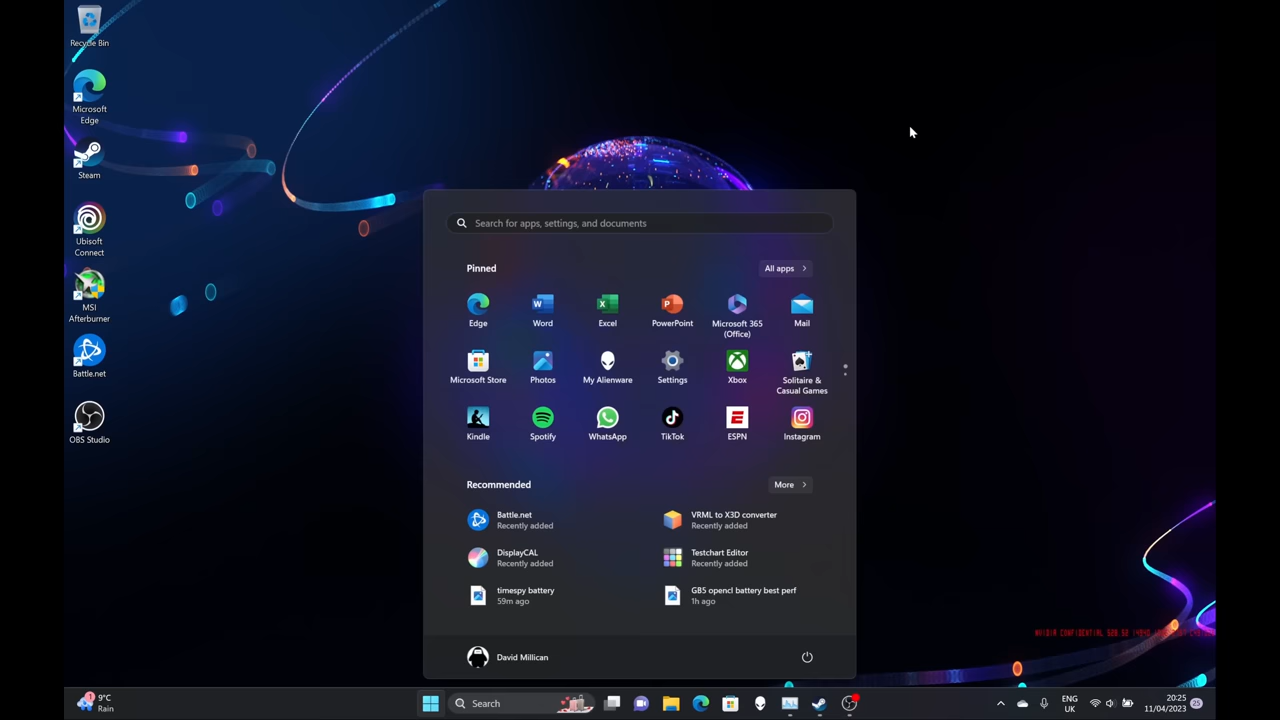 Recycle Bin
Microsoft
Edge
Steam
Ubisoft
Connect
MSI
Afterburner
Battle.net
OBS Studio
Search for apps, settings, and documents
Pinned
All apps
Edge
Word
Excel
PowerPoint
Microsoft 365
(Office)
Mail
Microsoft Store
Photos
My Alienware
Settings
Xbox
Solitaire &
Casual Games
Kindle
Spotify
WhatsApp
TikTok
ESPN
Instagram
Recommended
More
Battle.net
Recently added
VRML to X3D converter
Recently added
DisplayCAL
Recently added
Testchart Editor
Recently added
timespy battery
59m ago
GB5 opencl battery best perf
1h ago
David Millican
NVIDIA CONFIDENTIAL
1
9°C
Rain
Search
ENG
UK
20:25
11/04/2023